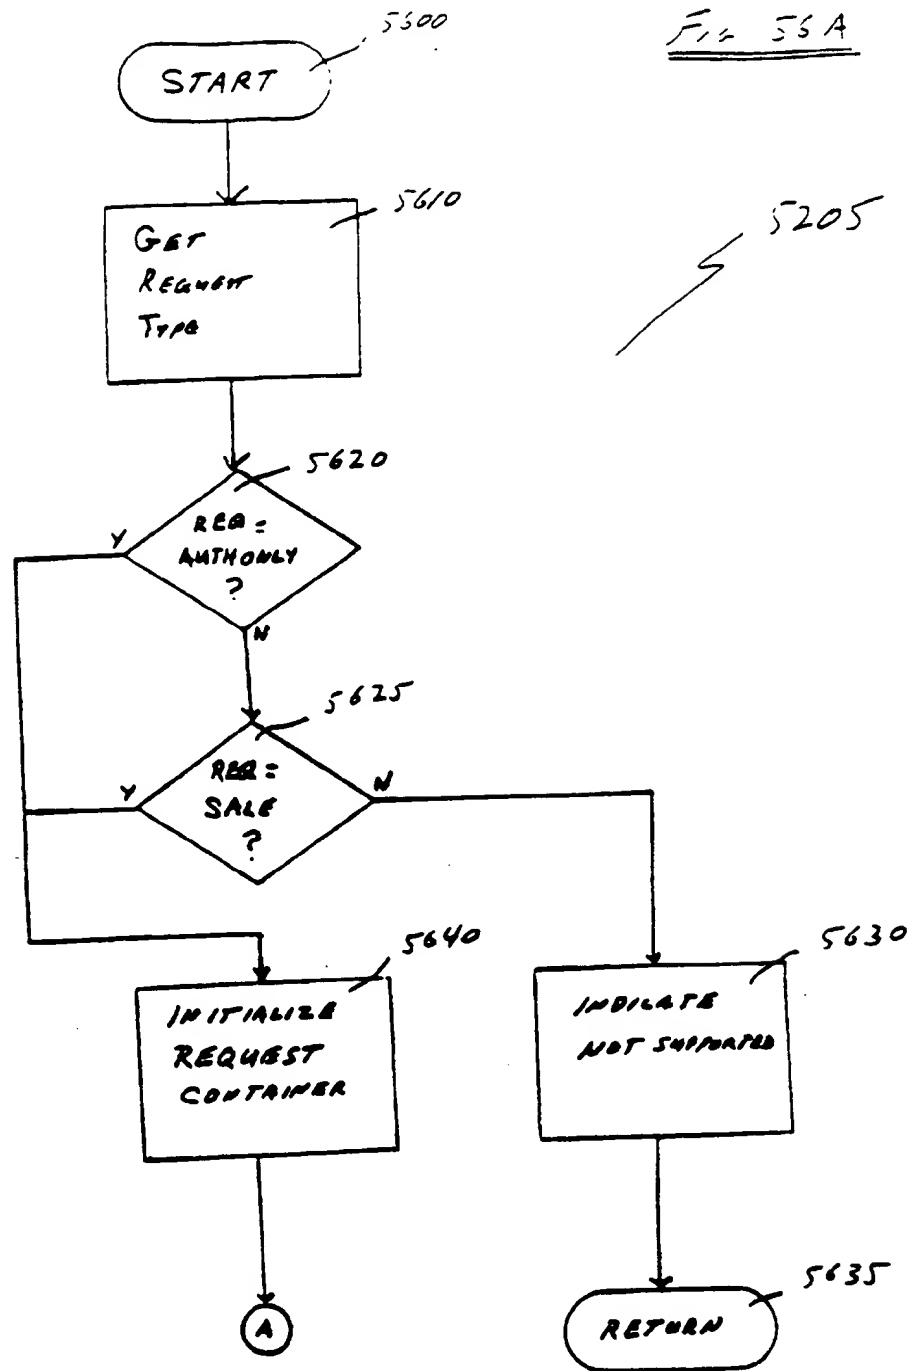 5600
Fig 56A
START
5610
5205
GET
REQUEST
TYPE
5620
REQ =
AUTHONLY
?
Y
N
5625
REQ =
SALE
?
Y
N
5640
5630
INITIALIZE
REQUEST
CONTAINER
INDICATE
NOT SUPPORTED
5635
A
RETURN